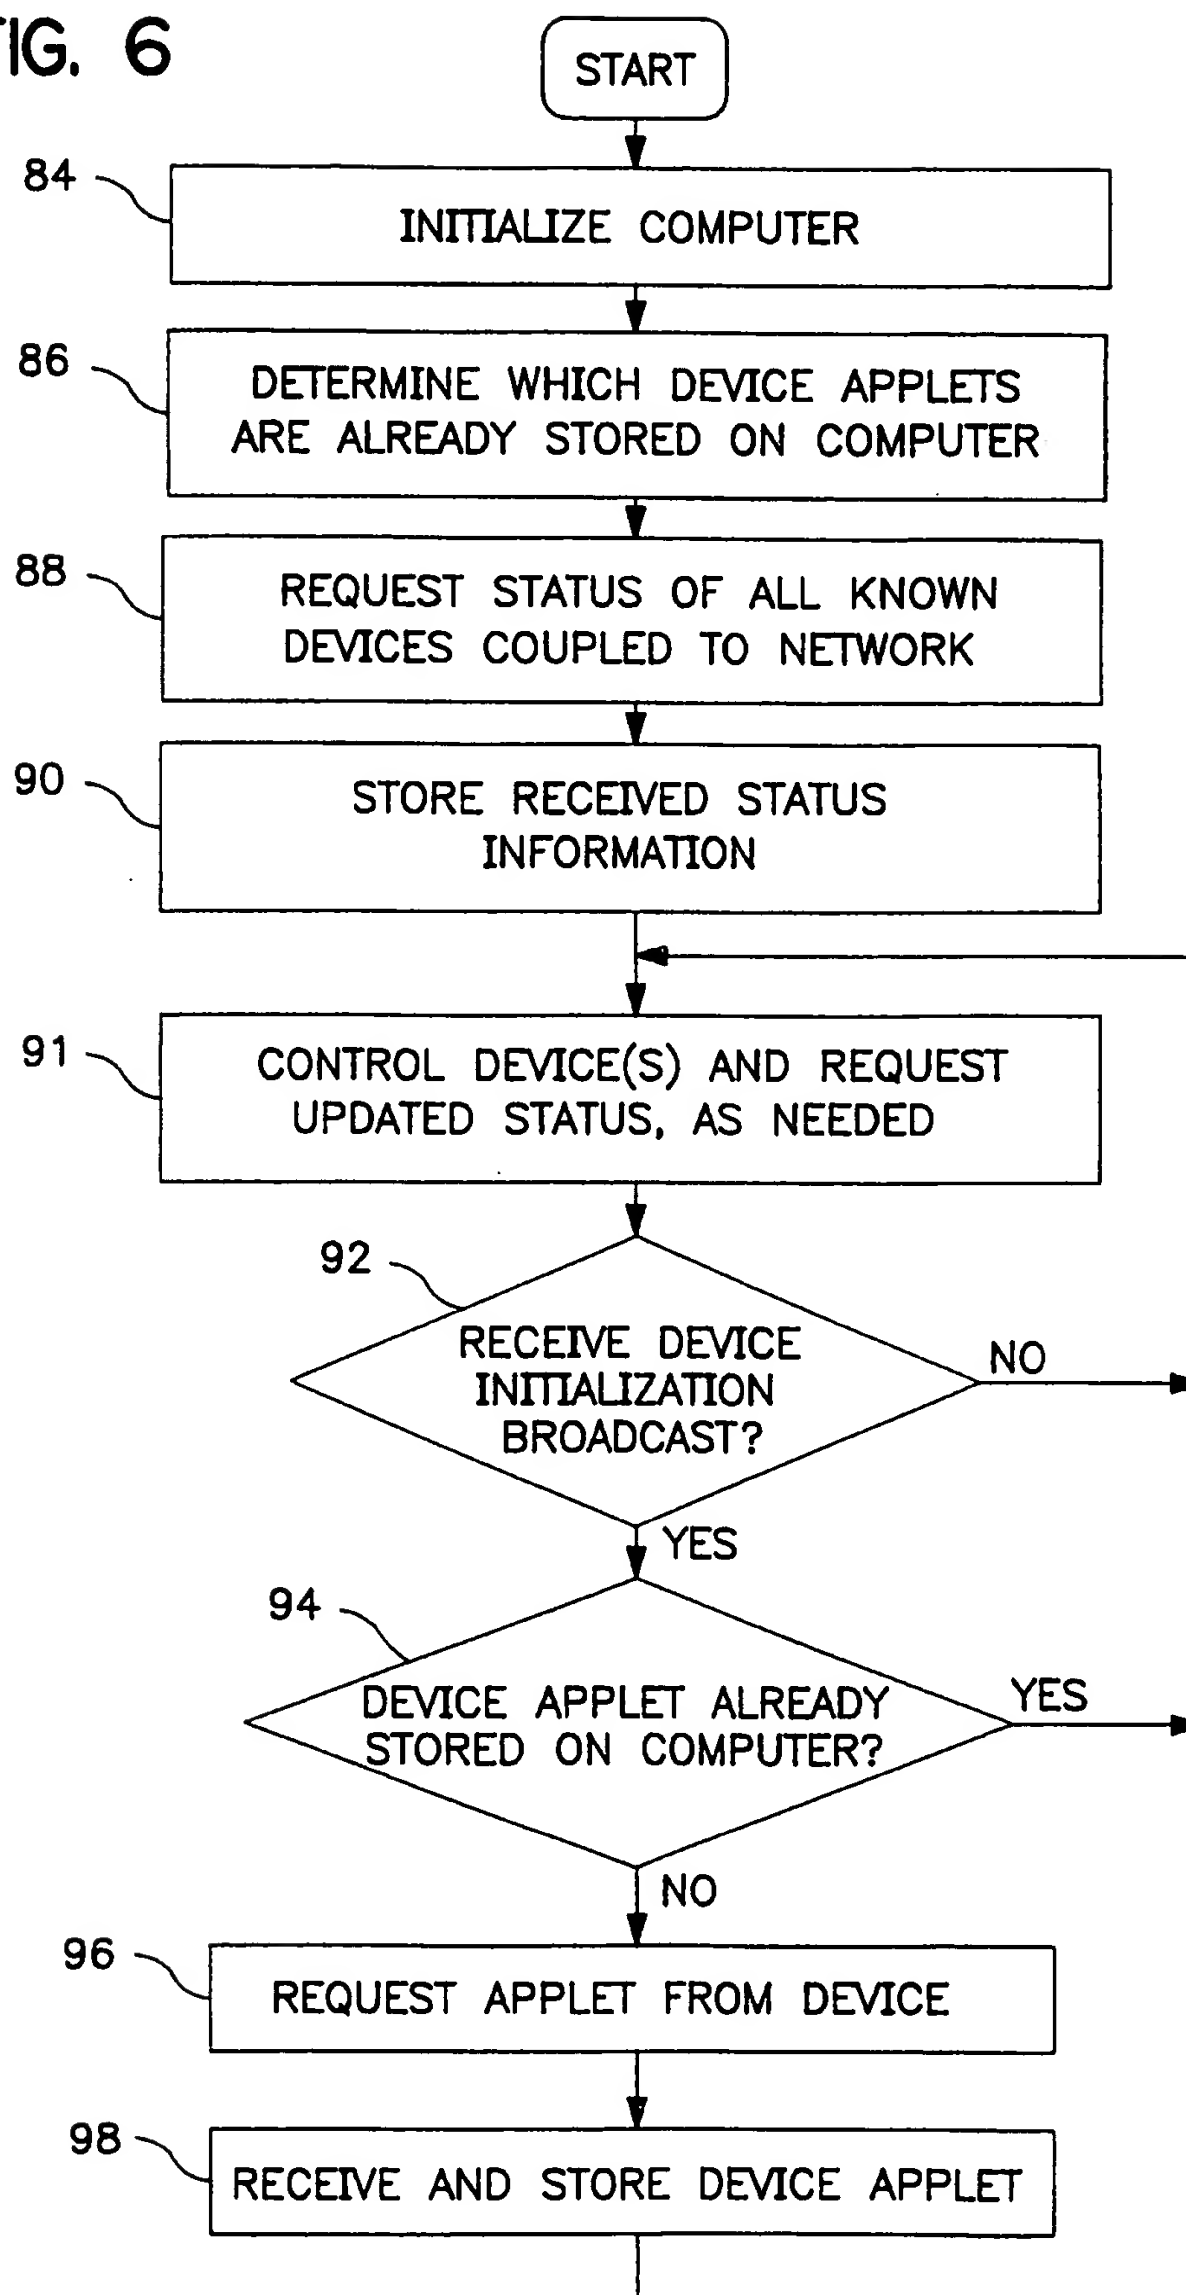 FIG. 6
START
84
INITIALIZE COMPUTER
86
DETERMINE WHICH DEVICE APPLETS
ARE ALREADY STORED ON COMPUTER
88
REQUEST STATUS OF ALL KNOWN
DEVICES COUPLED TO NETWORK
90
STORE RECEIVED STATUS
INFORMATION
91
CONTROL DEVICE(S) AND REQUEST
UPDATED STATUS, AS NEEDED
92
RECEIVE DEVICE
INITIALIZATION
BROADCAST?
NO
YES
94
DEVICE APPLET ALREADY
STORED ON COMPUTER?
YES
NO
96
REQUEST APPLET FROM DEVICE
98
RECEIVE AND STORE DEVICE APPLET